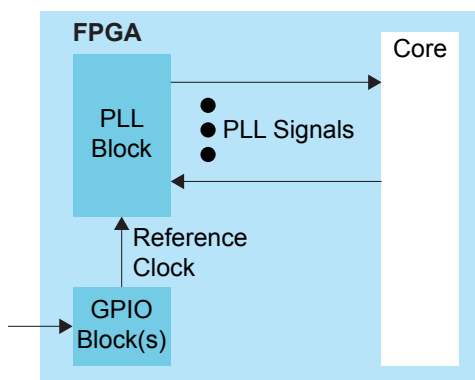 FPGA
Core
PLL
Block
PLL Signals
Reference
Clock
GPIO
Block(s)